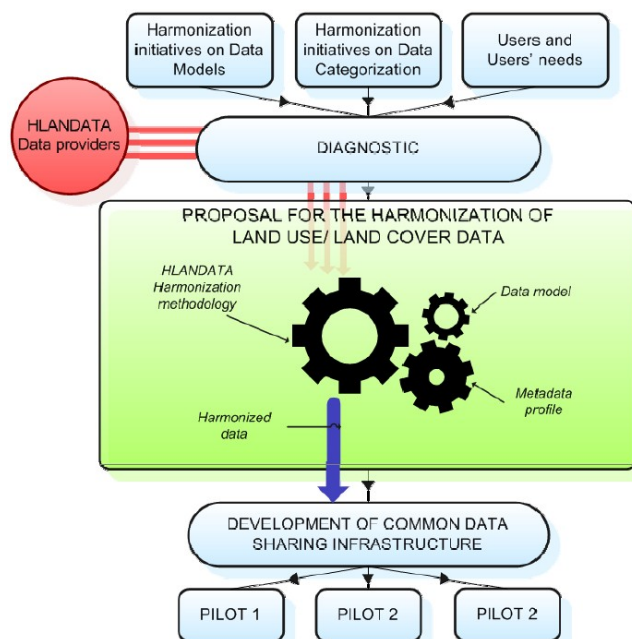 Harmonization
initiatives on Data
Models
Harmonization
initiatives on Data
Categorization
Users and
Users' needs
HLANDATA
Data providers
DIAGNOSTIC
PROPOSAL FOR THE HARMONIZATION OF
LAND USE/ LAND COVER DATA
HLANDATA
Harmonization
methodology
Data model
Metadata
profile
Harmonized
data
DEVELOPMENT OF COMMON DATA
SHARING INFRASTRUCTURE
PILOT 1
PILOT 2
PILOT 2